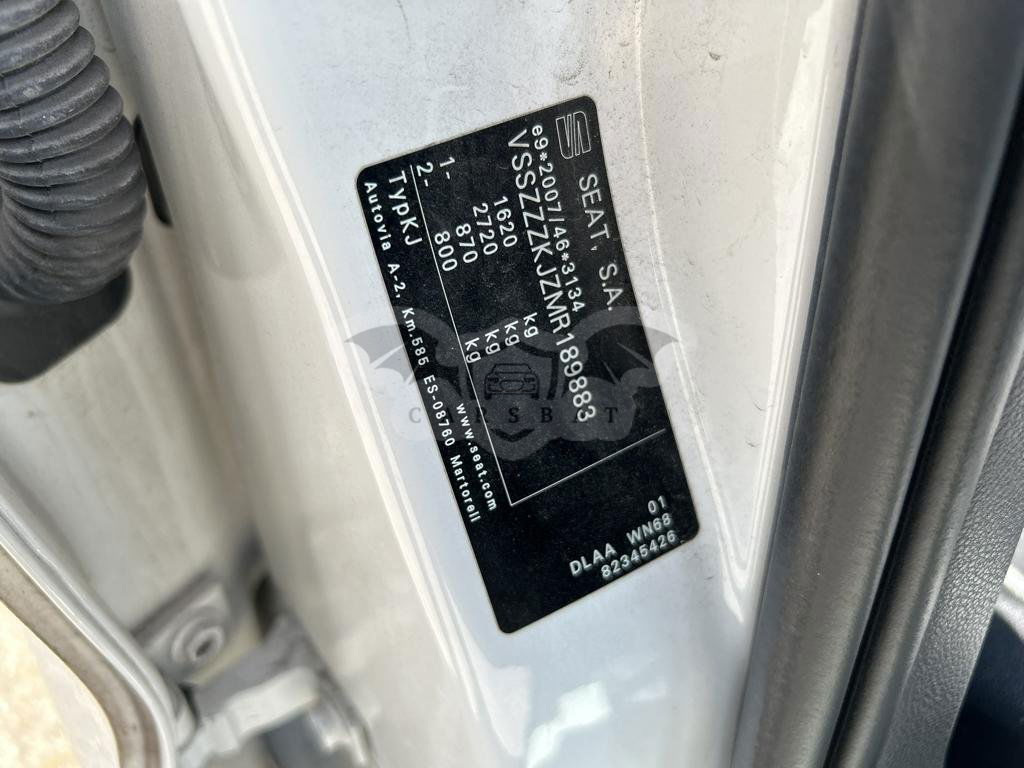 SEAT, S.A.
e9*2007/46*3134
VSSZZZKJZMR189883
1620 kg
2720 kg
1- 870 kg
2- 800 kg
TypKJ www.seat.com
Autovia A-2, Km.585 ES-08760 Martorell
01
DLAA WN68
82345426
CARSBAT